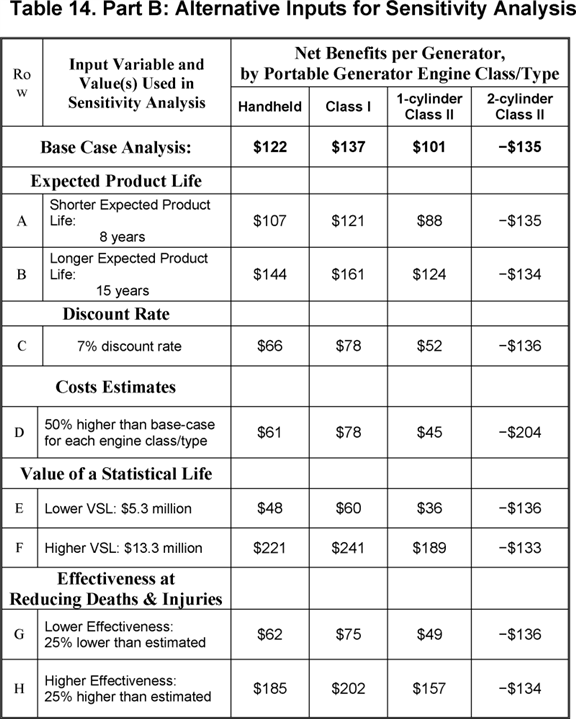 Table 14. Part B: Alternative Inputs for Sensitivity Analysis
Ro
w
Input Variable and
Value(s) Used in
Sensitivity Analysis
Net Benefits per Generator,
by Portable Generator Engine Class/Type
Handheld Class I 1-cylinder Class II 2-cylinder Class II
Base Case Analysis: $122 $137 $101 −$135
Expected Product Life
A Shorter Expected Product
Life:
8 years $107 $121 $88 −$135
B Longer Expected Product
Life:
15 years $144 $161 $124 −$134
Discount Rate
C 7% discount rate $66 $78 $52 −$136
Costs Estimates
D 50% higher than base-case
for each engine class/type $61 $78 $45 −$204
Value of a Statistical Life
E Lower VSL: $5.3 million $48 $60 $36 −$136
F Higher VSL: $13.3 million $221 $241 $189 −$133
Effectiveness at
Reducing Deaths & Injuries
G Lower Effectiveness:
25% lower than estimated $62 $75 $49 −$136
H Higher Effectiveness:
25% higher than estimated $185 $202 $157 −$134